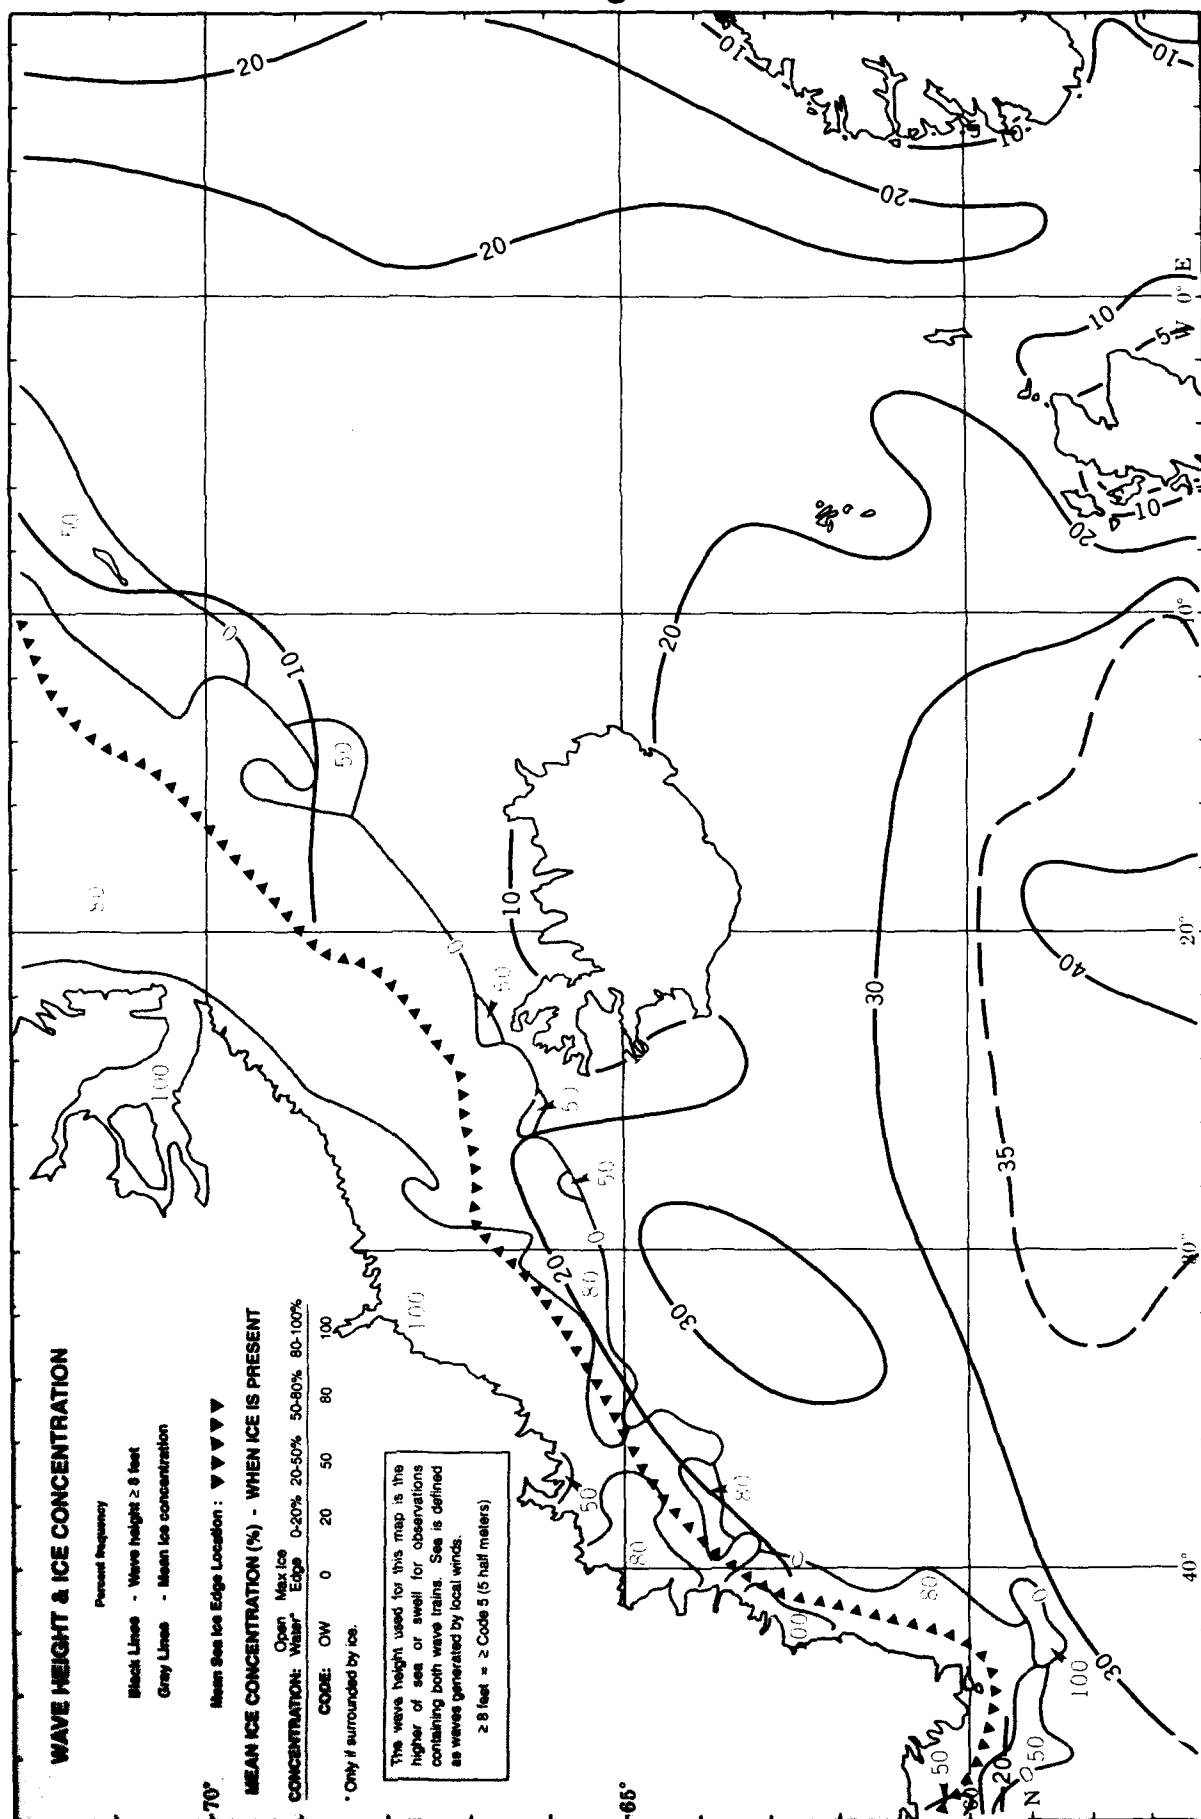 WAVE HEIGHT & ICE CONCENTRATION
Percent frequency
Black Lines - Wave height ≥ 8 feet
Gray Lines - Mean ice concentration
Mean Sea Ice Edge Location : ▼▼▼▼▼
MEAN ICE CONCENTRATION (%) - WHEN ICE IS PRESENT
Open Max Ice
CONCENTRATION: Water* Edge 0-20% 20-50% 50-80% 80-100%
CODE: OW 0 20 50 80 100
*Only if surrounded by ice.
The wave height used for this map is the
higher of sea or swell for observations
containing both wave trains. Sea is defined
as waves generated by local winds.
≥ 8 feet = ≥ Code 5 (5 half meters)
70°
65°
N
40°
20°
10°
0°
W
E
100
100
90
50
50
50
50
50
50
50
50
80
80
80
80
100
0
0
0
0
0
10
10
10
10
10
10
10
5
20
20
20
20
20
20
20
30
30
30
35
40